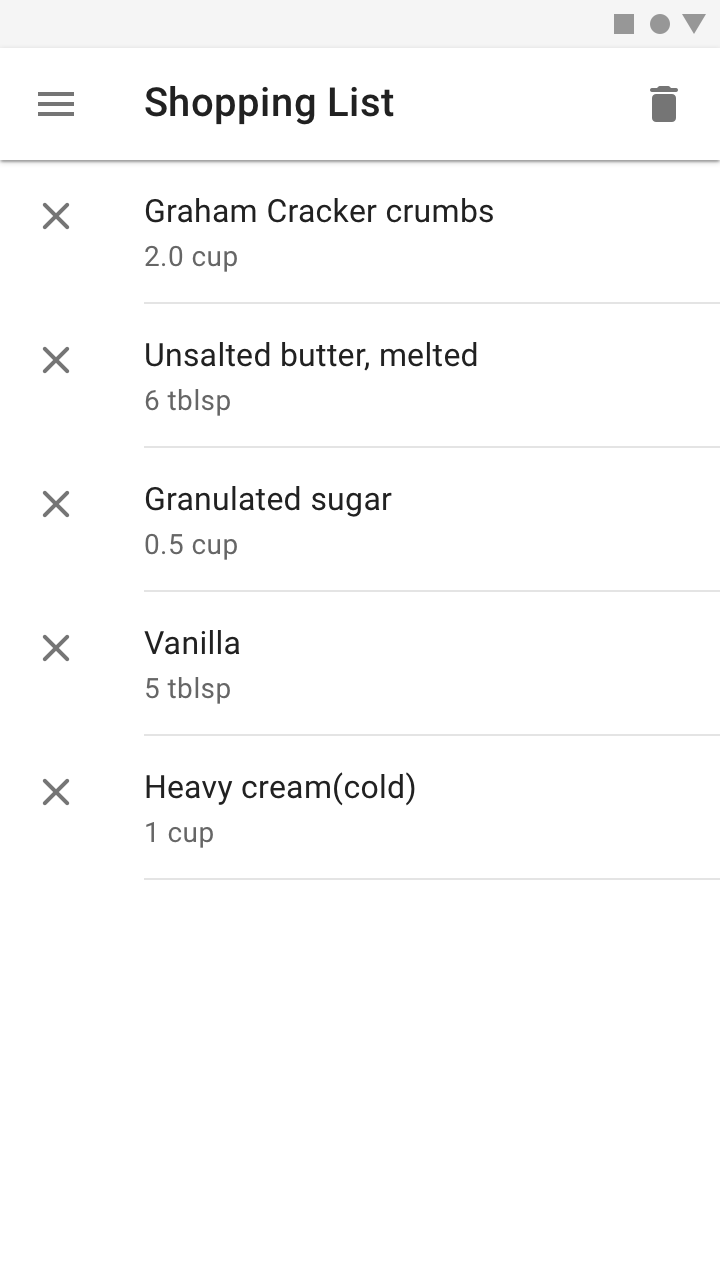 Shopping List
Graham Cracker crumbs
2.0 cup
Unsalted butter, melted
6 tblsp
Granulated sugar
0.5 cup
Vanilla
5 tblsp
Heavy cream(cold)
1 cup